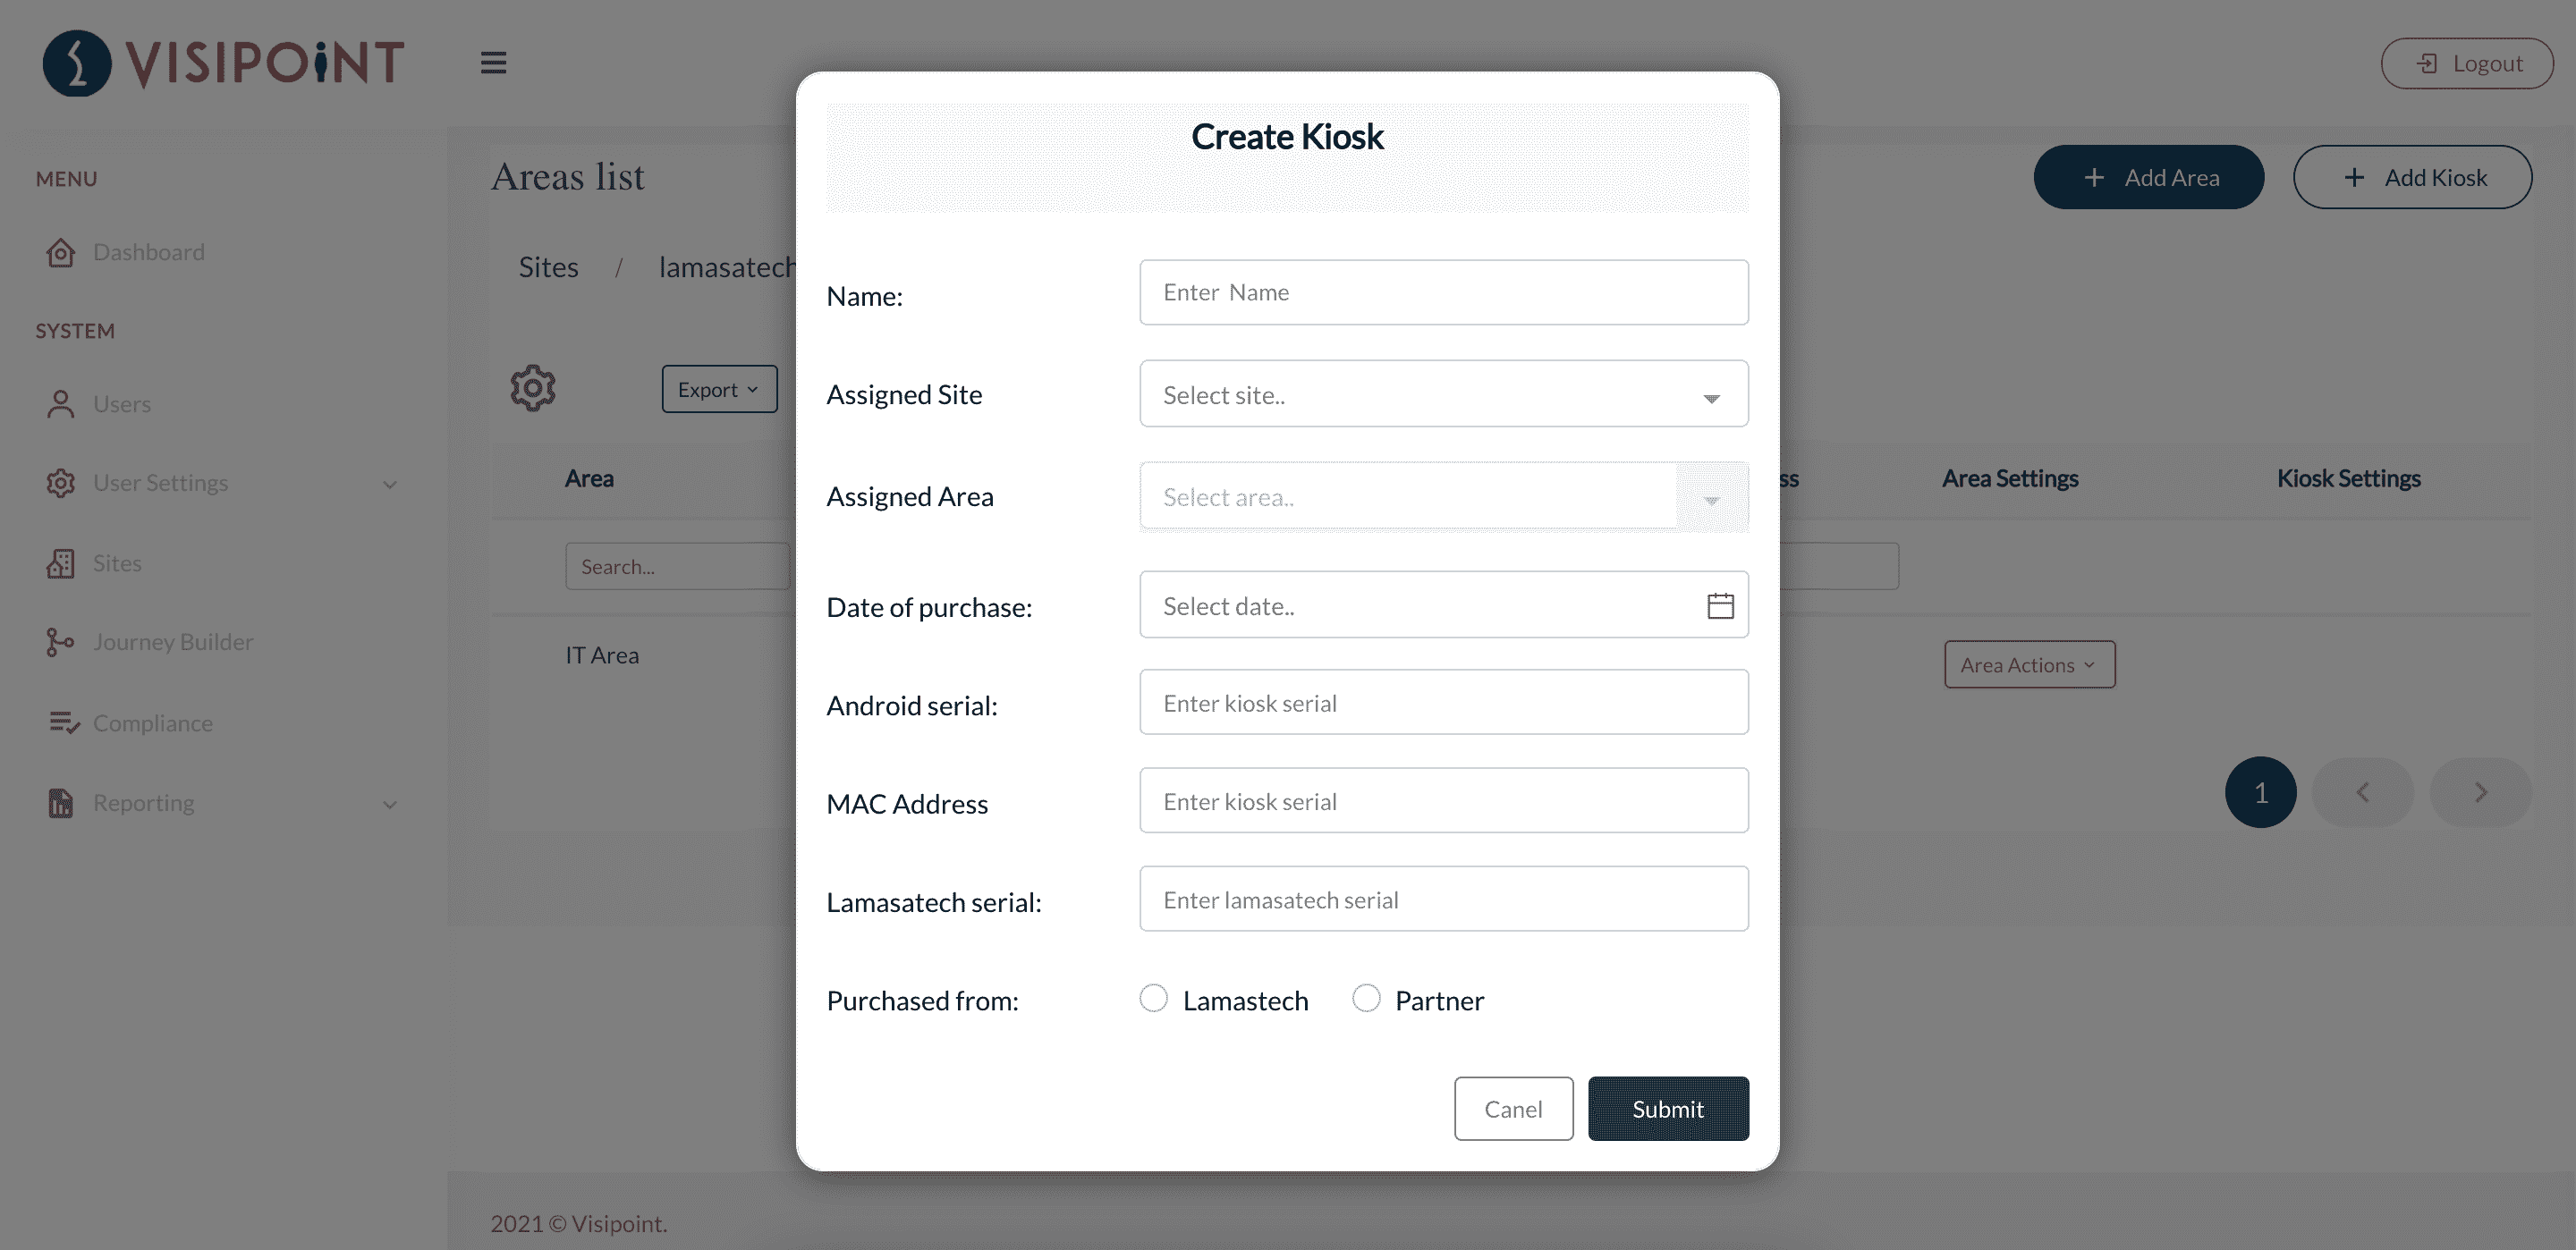 VISIPOINT
Logout
MENU
Dashboard
SYSTEM
Users
User Settings
Sites
Journey Builder
Compliance
Reporting
Areas list
+ Add Area
+ Add Kiosk
Sites / lamasatech
Export
Area
ss
Area Settings
Kiosk Settings
Search...
IT Area
Area Actions
1
Create Kiosk
Name:
Enter Name
Assigned Site
Select site..
Assigned Area
Select area..
Date of purchase:
Select date..
Android serial:
Enter kiosk serial
MAC Address
Enter kiosk serial
Lamasatech serial:
Enter lamasatech serial
Purchased from:
Lamastech
Partner
Canel
Submit
2021 © Visipoint.